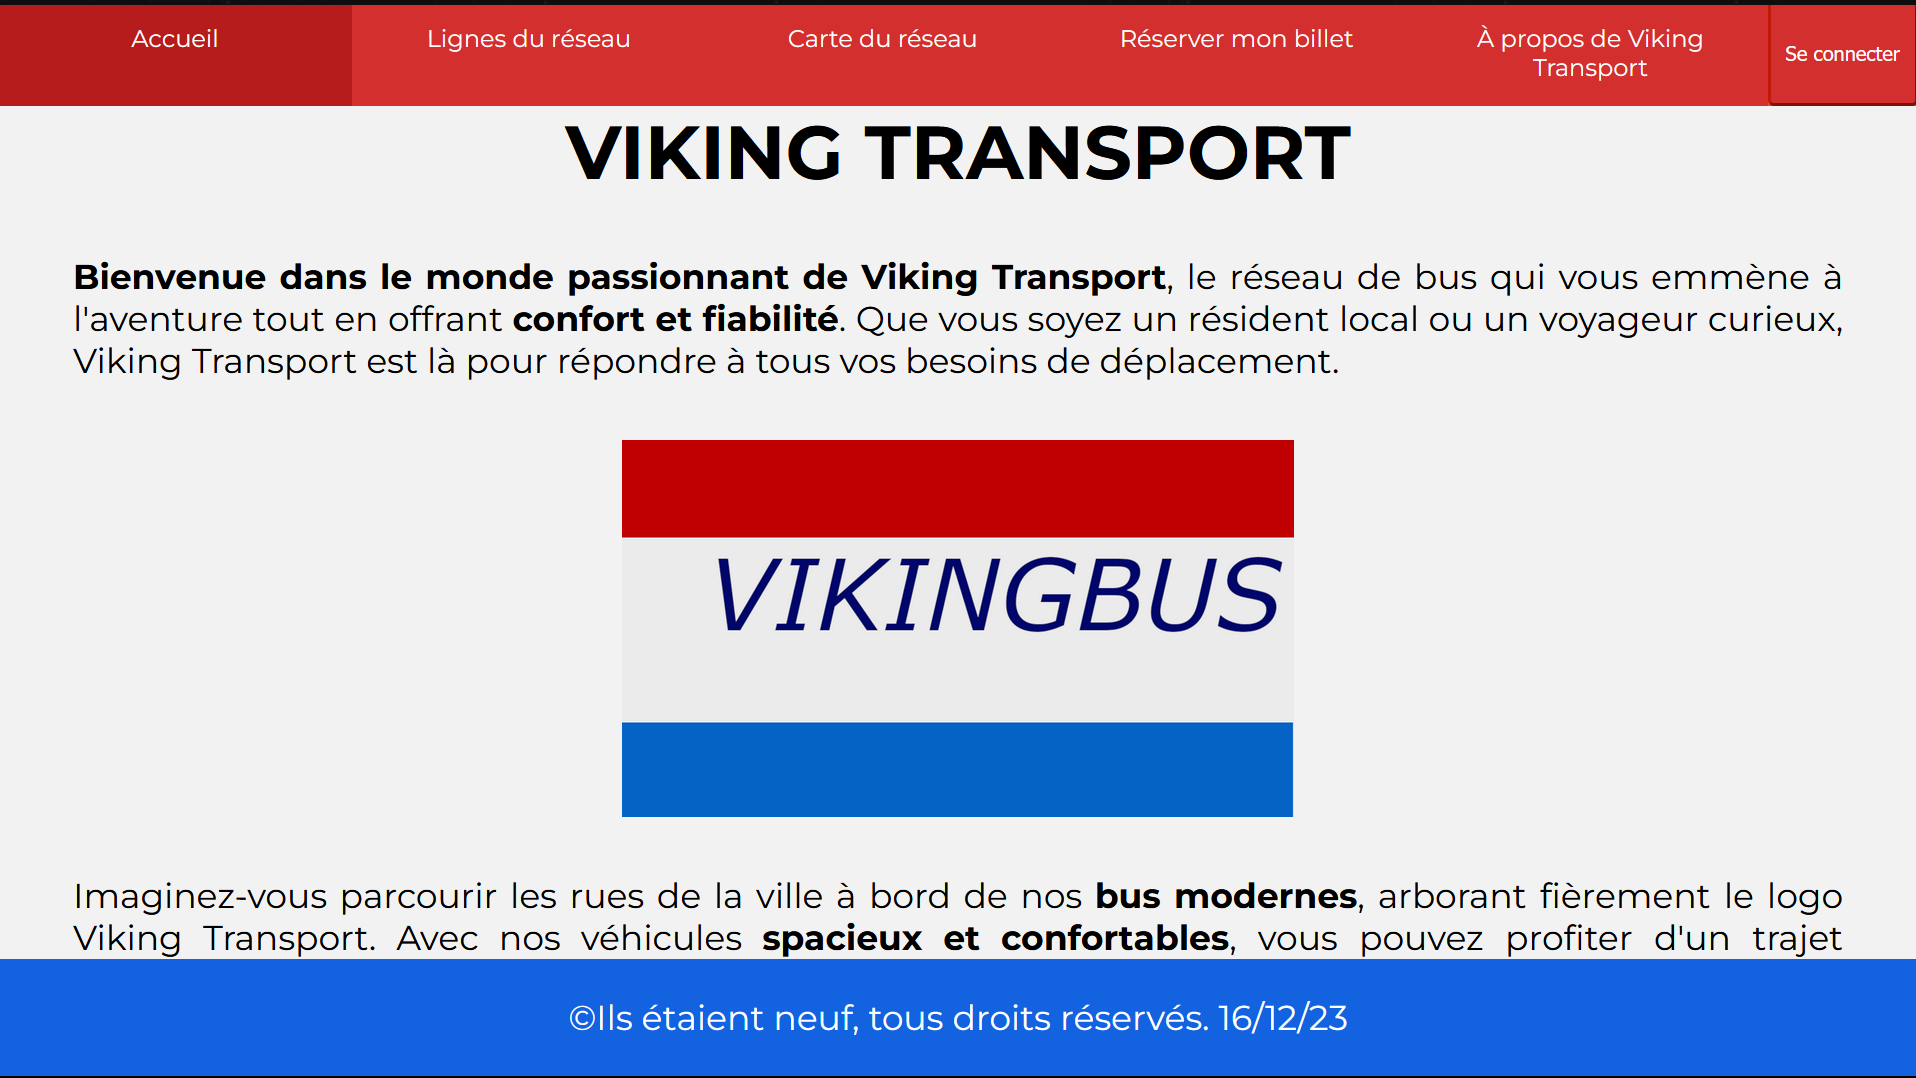 Accueil
Lignes du réseau
Carte du réseau
Réserver mon billet
À propos de Viking
Transport
Se connecter
VIKING TRANSPORT
Bienvenue dans le monde passionnant de Viking Transport, le réseau de bus qui vous emmène à
l'aventure tout en offrant confort et fiabilité. Que vous soyez un résident local ou un voyageur curieux,
Viking Transport est là pour répondre à tous vos besoins de déplacement.
VIKINGBUS
Imaginez-vous parcourir les rues de la ville à bord de nos bus modernes, arborant fièrement le logo
Viking Transport. Avec nos véhicules spacieux et confortables, vous pouvez profiter d'un trajet
©Ils étaient neuf, tous droits réservés. 16/12/23